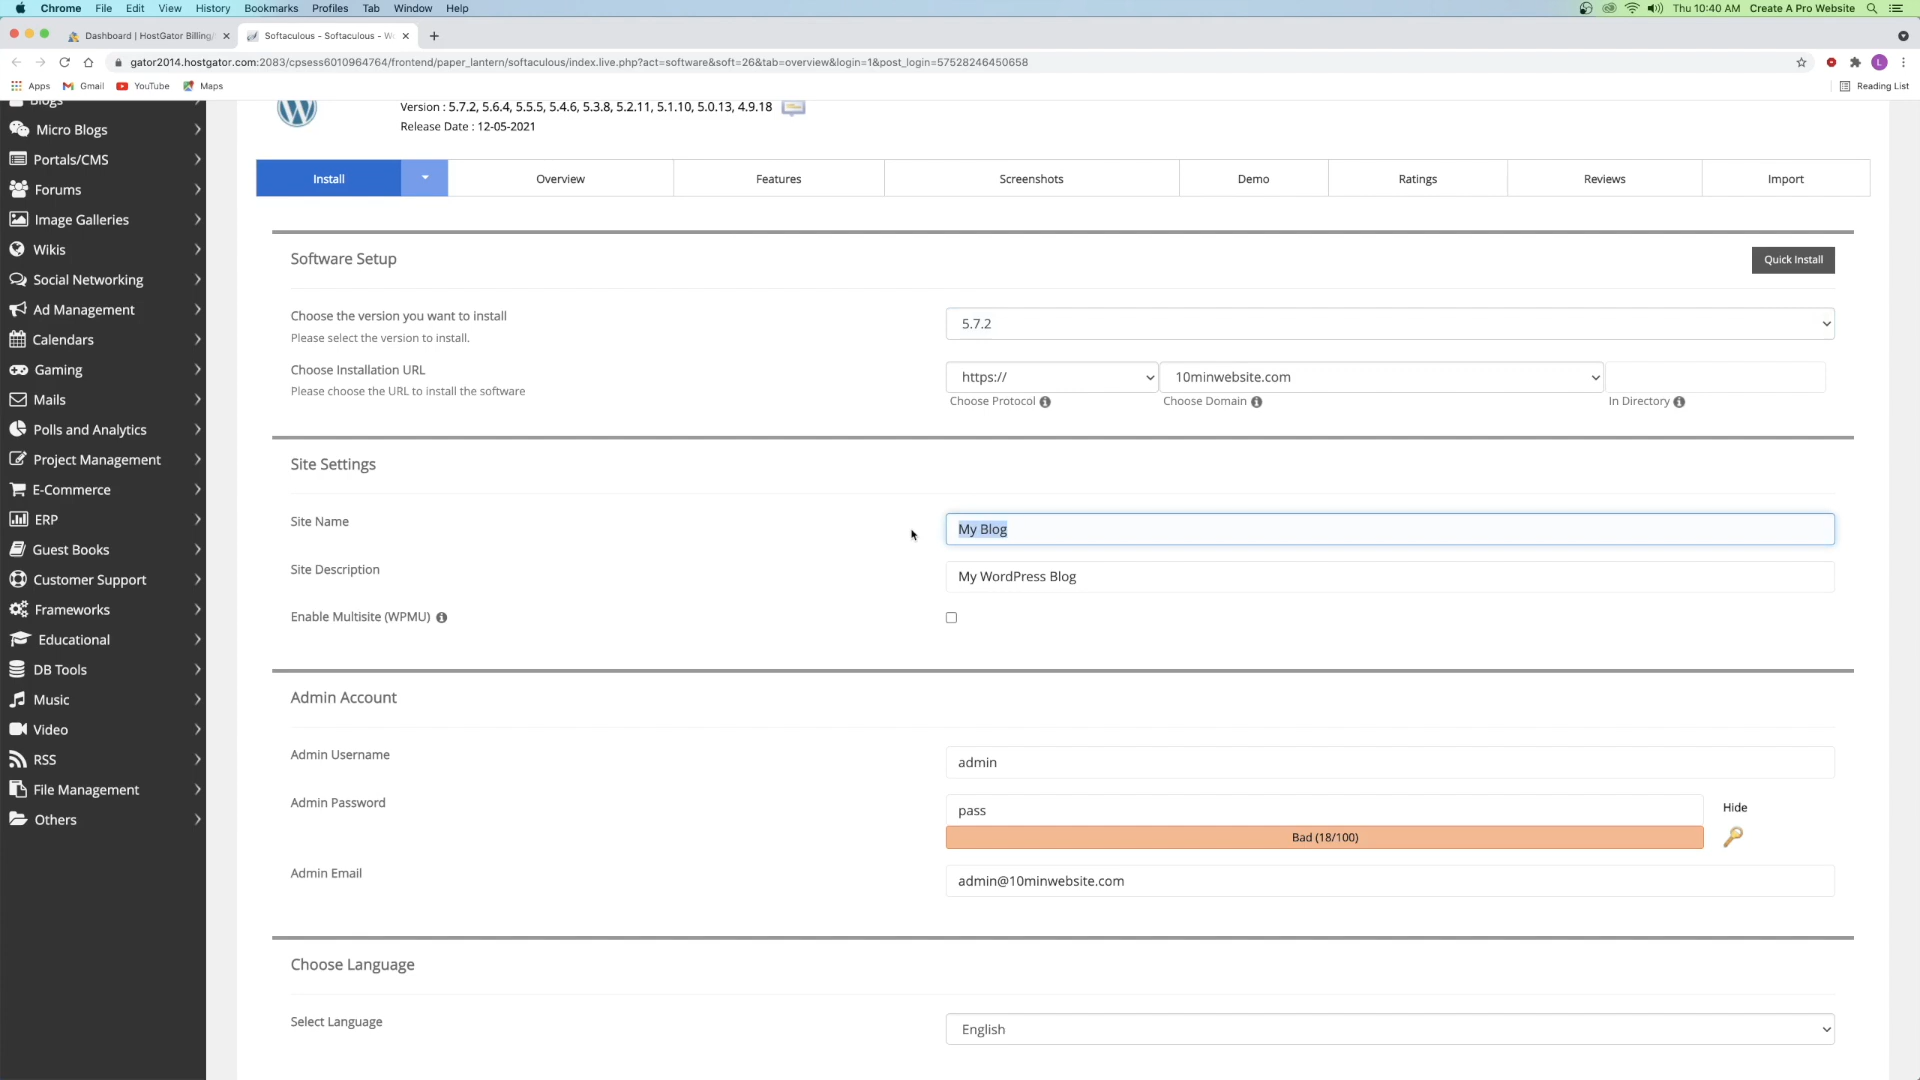 Chrome File Edit View History Bookmarks Profiles Tab Window Help
Thu 10:40 AM Create A Pro Website
Dashboard | HostGator Billing/
Softaculous - Softaculous - W
gator2014.hostgator.com:2083/cpsess6010964764/frontend/paper_lantern/softaculous/index.live.php?act=software&soft=26&tab=overview&login=1&post_login=57528246450658
L
Apps Gmail YouTube Maps
Reading List
Blogs
Micro Blogs
Portals/CMS
Forums
Image Galleries
Wikis
Social Networking
Ad Management
Calendars
Gaming
Mails
Polls and Analytics
Project Management
E-Commerce
ERP
Guest Books
Customer Support
Frameworks
Educational
DB Tools
Music
Video
RSS
File Management
Others
Version : 5.7.2, 5.6.4, 5.5.5, 5.4.6, 5.3.8, 5.2.11, 5.1.10, 5.0.13, 4.9.18
Release Date : 12-05-2021
Install Overview Features Screenshots Demo Ratings Reviews Import
Software Setup
Quick Install
Choose the version you want to install
Please select the version to install.
5.7.2
Choose Installation URL
Please choose the URL to install the software
https:// 10minwebsite.com
Choose Protocol Choose Domain In Directory
Site Settings
Site Name
My Blog
Site Description
My WordPress Blog
Enable Multisite (WPMU)
Admin Account
Admin Username
admin
Admin Password
pass
Hide
Bad (18/100)
Admin Email
admin@10minwebsite.com
Choose Language
Select Language
English